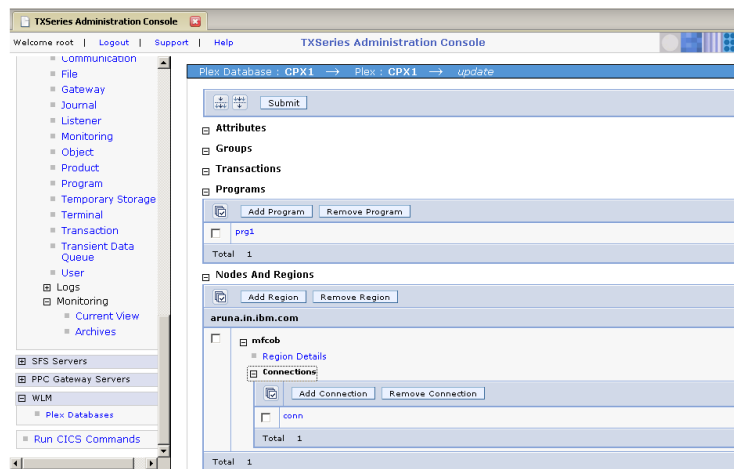 TXSeries Administration Console
Welcome root | Logout | Support | Help TXSeries Administration Console
Communication
File
Gateway
Journal
Listener
Monitoring
Object
Product
Program
Temporary Storage
Terminal
Transaction
Transient Data
Queue
User
Logs
Monitoring
Current View
Archives
SFS Servers
PPC Gateway Servers
WLM
Plex Databases
Run CICS Commands
Plex Database : CPX1 → Plex : CPX1 → update
Submit
Attributes
Groups
Transactions
Programs
Add Program Remove Program
prg1
Total 1
Nodes And Regions
Add Region Remove Region
aruna.in.ibm.com
mfcob
Region Details
Connections
Add Connection Remove Connection
conn
Total 1
Total 1